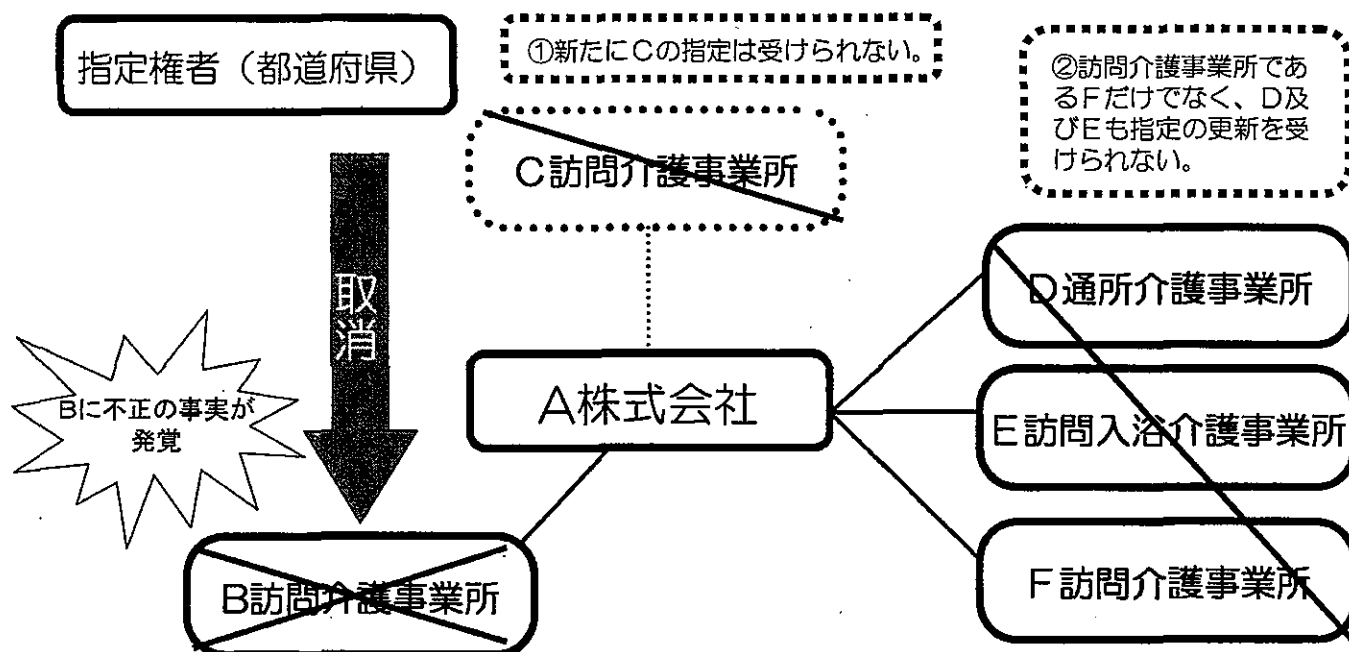 指定権者（都道府県）
①新たにCの指定は受けられない。
②訪問介護事業所であ
るFだけでなく、D及
びEも指定の更新を受
けられない。
C訪問介護事業所
取消
D通所介護事業所
Bに不正の事実が
発覚
A株式会社
E訪問入浴介護事業所
B訪問介護事業所
F訪問介護事業所